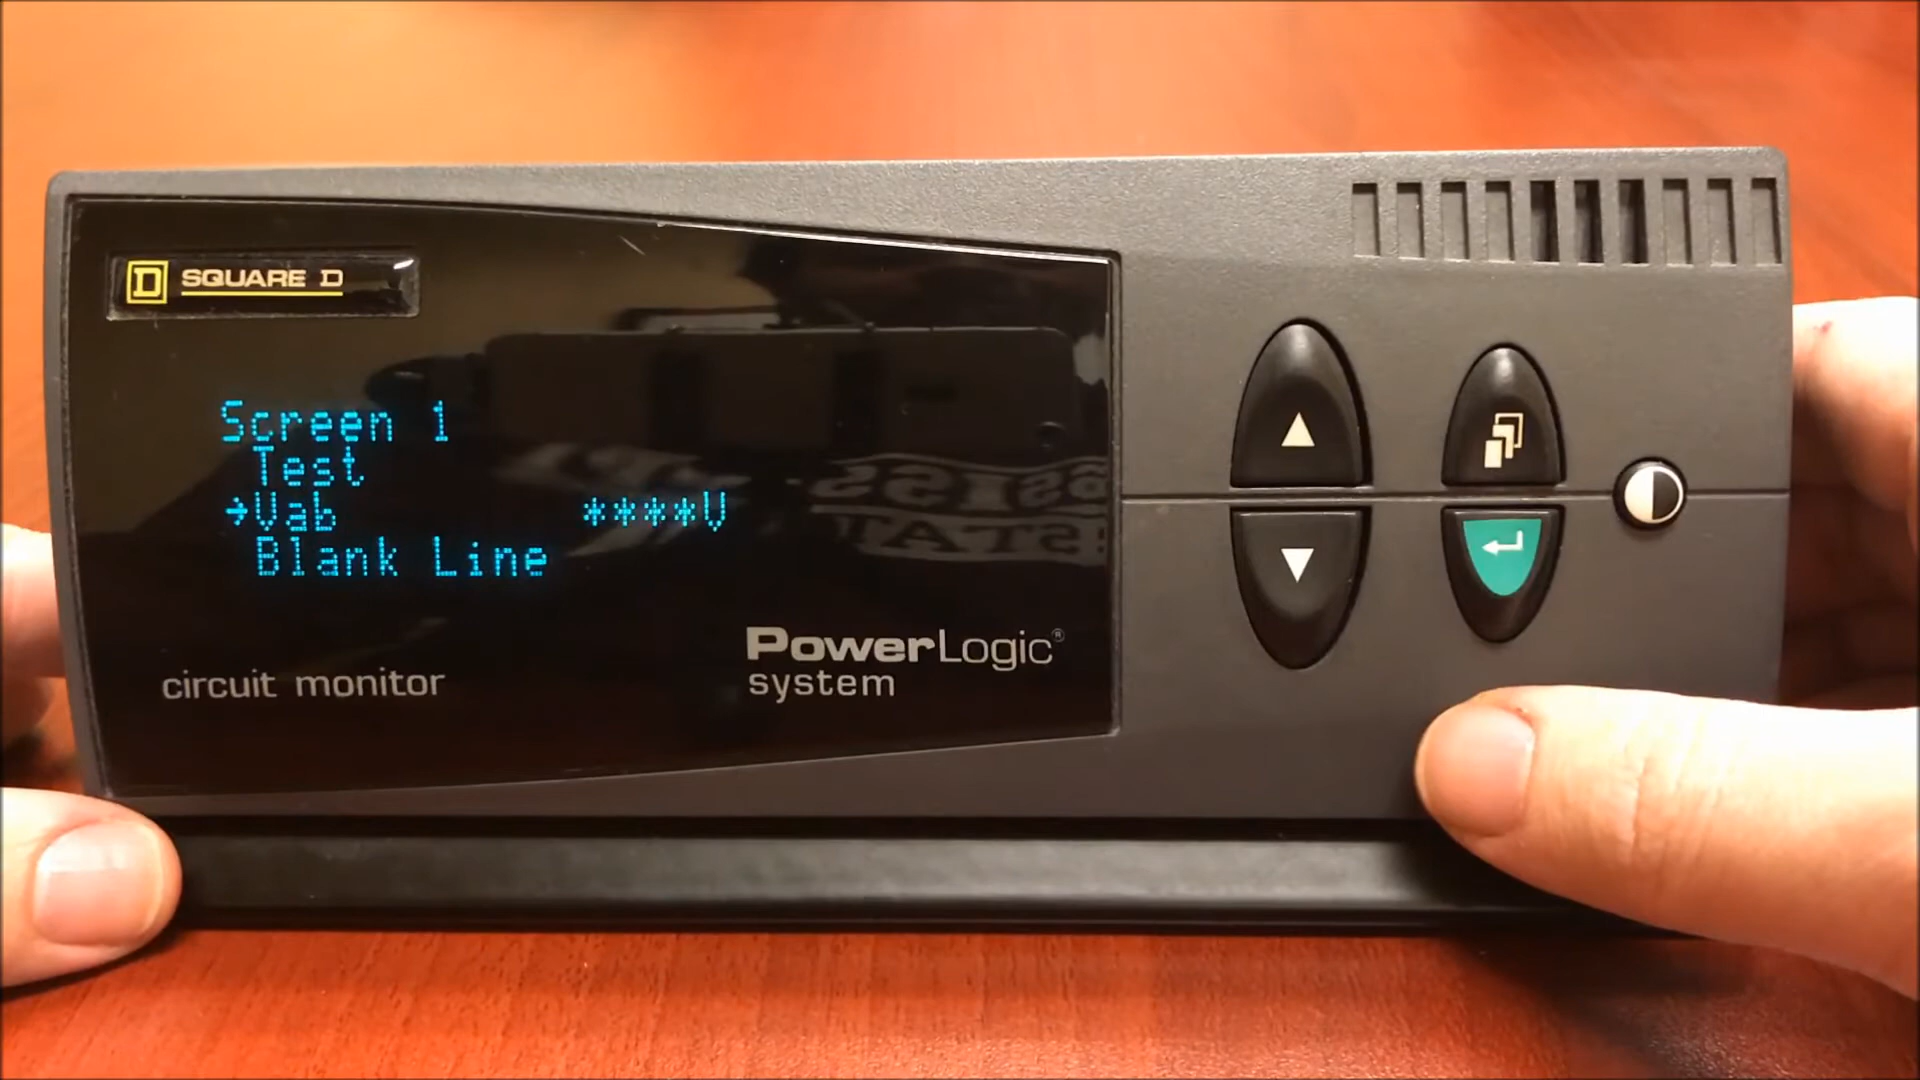 SQUARE D
Screen 1
Test
→Vab ****V
Blank Line
PowerLogic®
system
circuit monitor